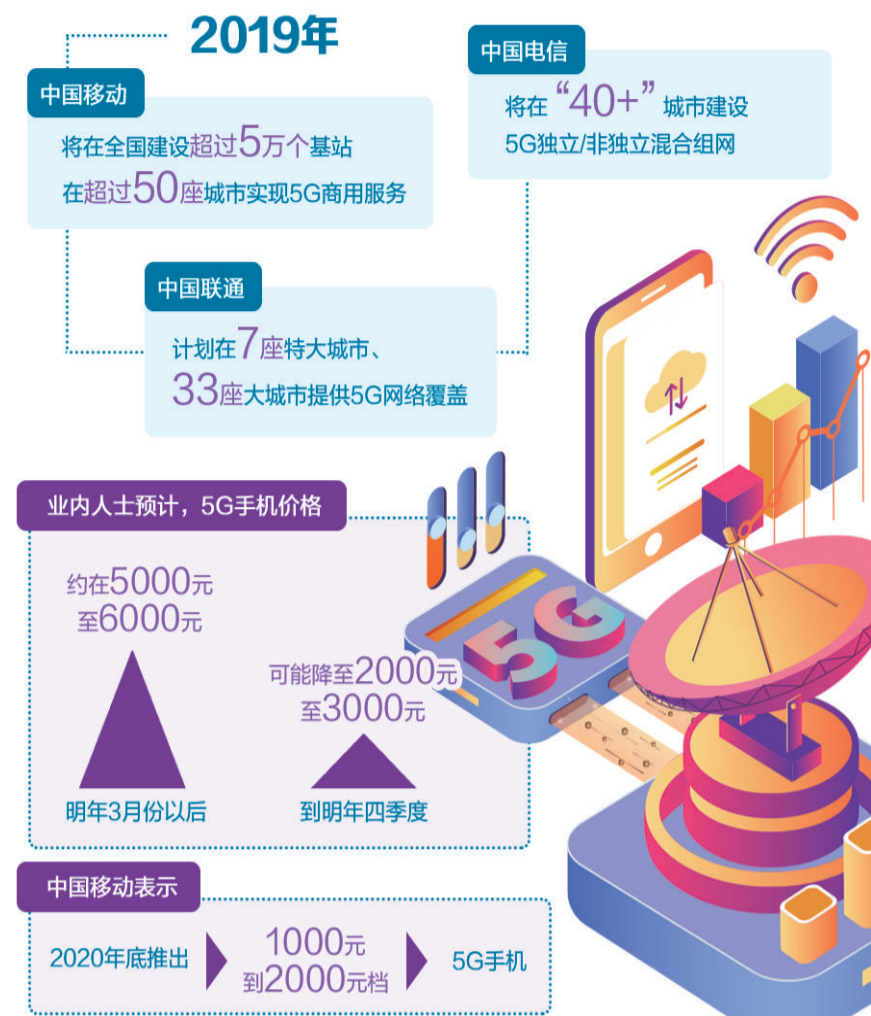 2019年
中国移动
将在全国建设超过5万个基站
在超过50座城市实现5G商用服务
中国电信
将在“40+”城市建设
5G独立/非独立混合组网
中国联通
计划在7座特大城市、
33座大城市提供5G网络覆盖
业内人士预计，5G手机价格
约在5000元
至6000元
明年3月份以后
可能降至2000元
至3000元
到明年四季度
5G
中国移动表示
2020年底推出
1000元
到2000元档
5G手机